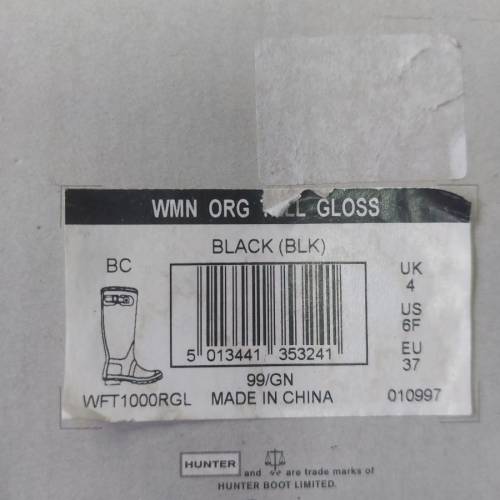 WMN ORG GLOSS
BLACK (BLK)
BC
UK
4
US
6F
EU
37
5 013441 353241
99/GN
WFT1000RGL MADE IN CHINA 010997
HUNTER and are trade marks of
HUNTER BOOT LIMITED.